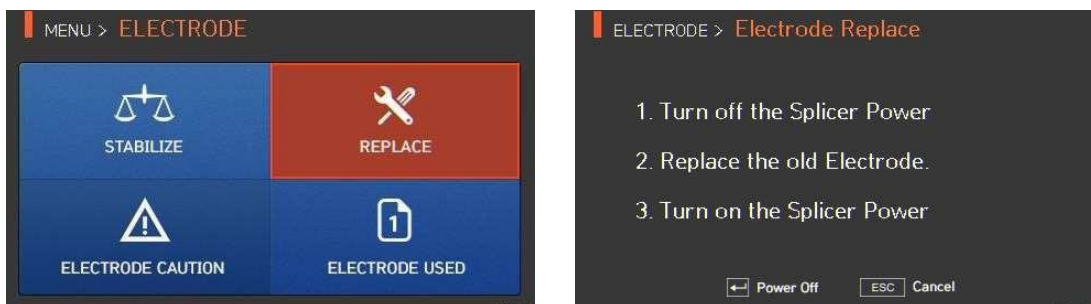 MENU > ELECTRODE
STABILIZE
REPLACE
ELECTRODE CAUTION
1
ELECTRODE USED
ELECTRODE > Electrode Replace
1. Turn off the Splicer Power
2. Replace the old Electrode.
3. Turn on the Splicer Power
Power Off
ESC Cancel